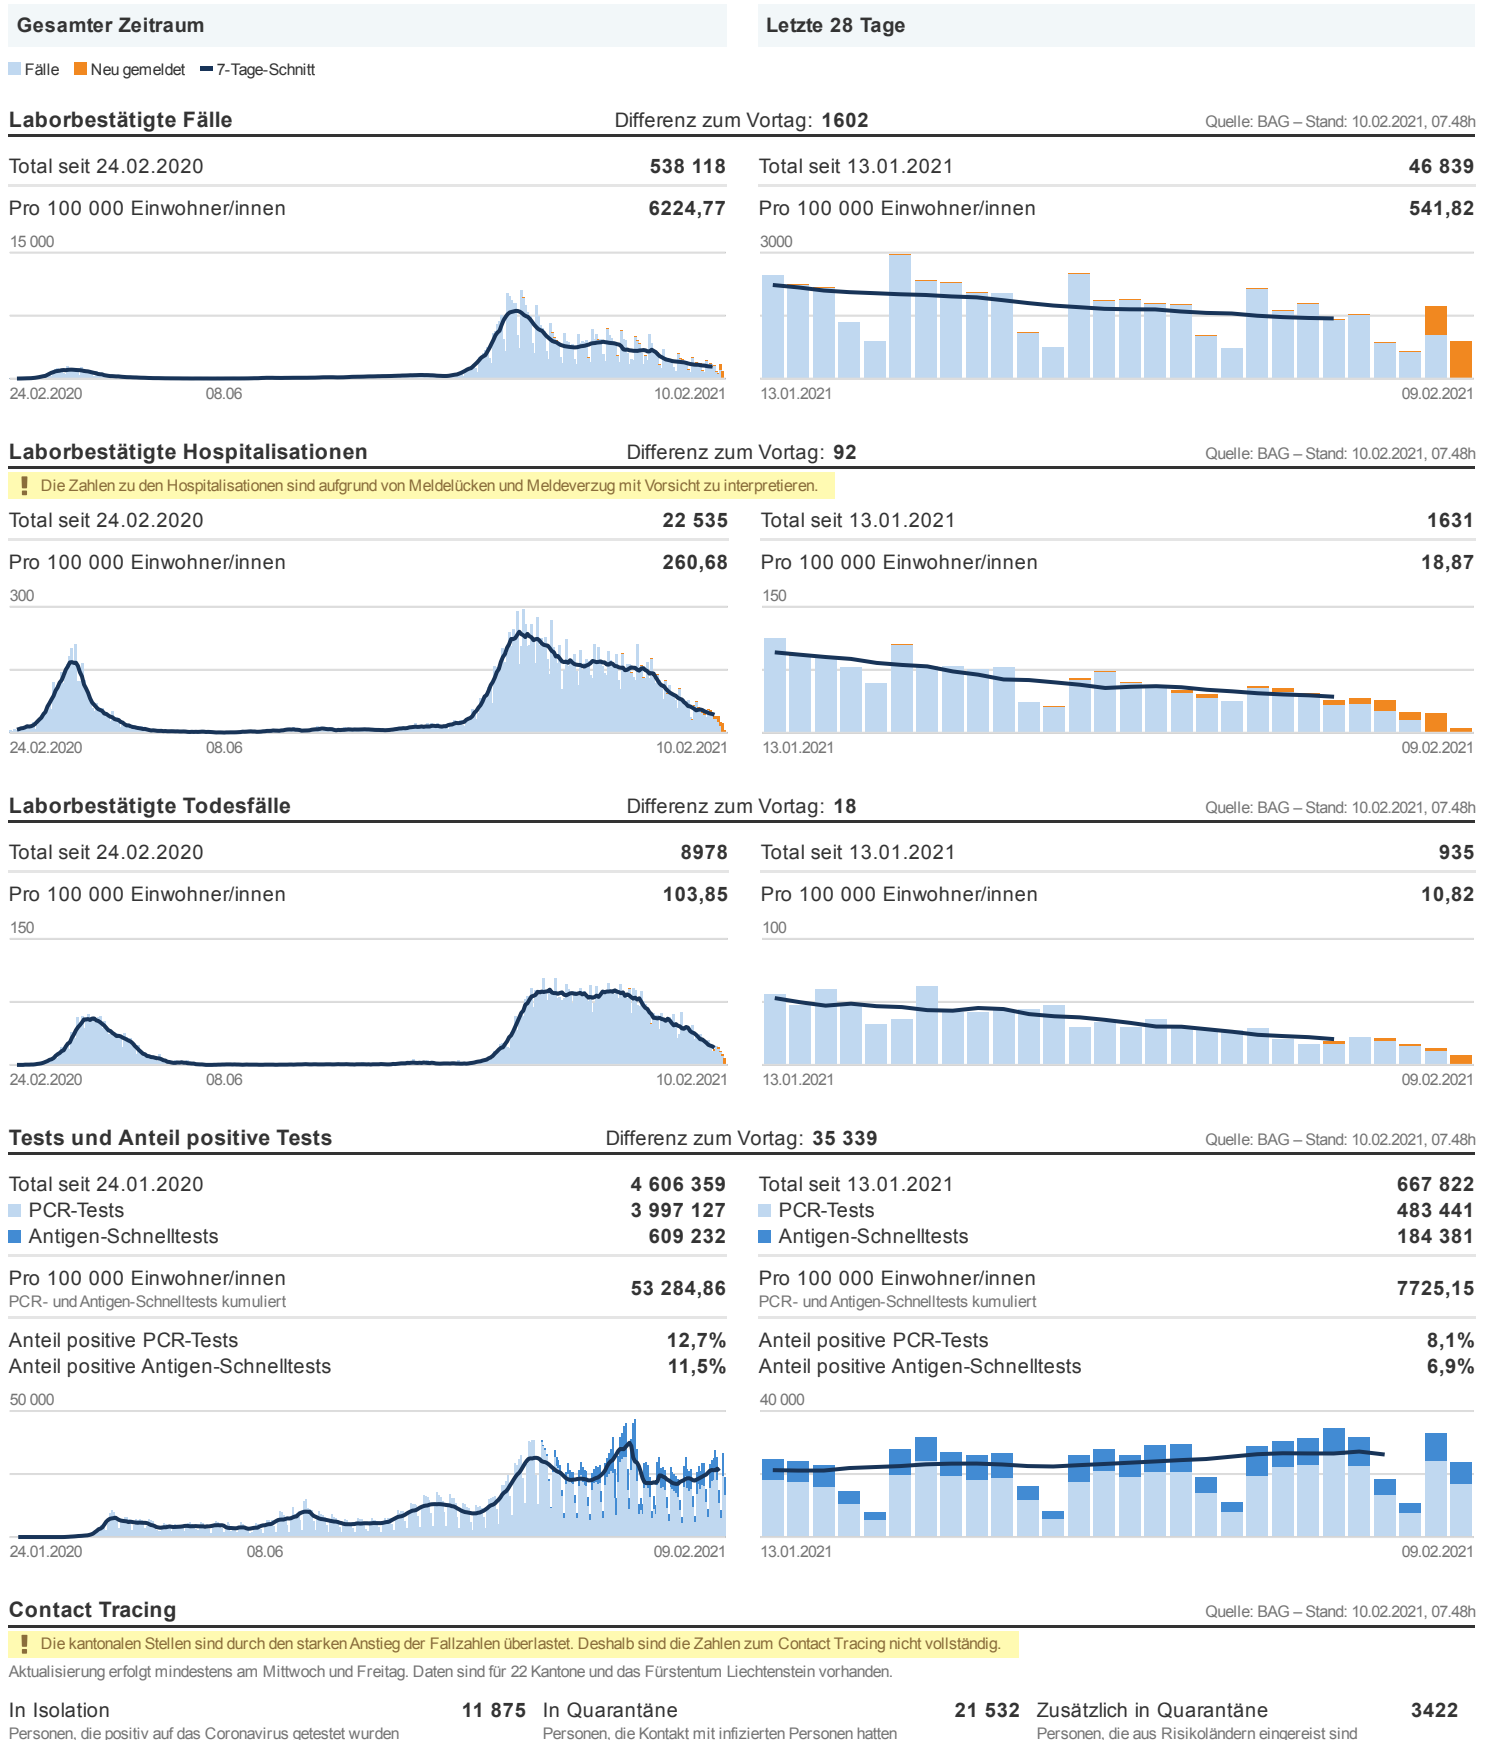 Gesamter Zeitraum
Letzte 28 Tage
Fälle Neu gemeldet 7-Tage-Schnitt
Laborbestätigte Fälle Differenz zum Vortag: 1602 Quelle: BAG – Stand: 10.02.2021, 07.48h
Total seit 24.02.2020 538 118 Total seit 13.01.2021 46 839
Pro 100 000 Einwohner/innen 6224,77 Pro 100 000 Einwohner/innen 541,82
15 000 3000
24.02.2020 08.06 10.02.2021 13.01.2021 09.02.2021
Laborbestätigte Hospitalisationen Differenz zum Vortag: 92 Quelle: BAG – Stand: 10.02.2021, 07.48h
! Die Zahlen zu den Hospitalisationen sind aufgrund von Meldelücken und Meldeverzug mit Vorsicht zu interpretieren.
Total seit 24.02.2020 22 535 Total seit 13.01.2021 1631
Pro 100 000 Einwohner/innen 260,68 Pro 100 000 Einwohner/innen 18,87
300 150
24.02.2020 08.06 10.02.2021 13.01.2021 09.02.2021
Laborbestätigte Todesfälle Differenz zum Vortag: 18 Quelle: BAG – Stand: 10.02.2021, 07.48h
Total seit 24.02.2020 8978 Total seit 13.01.2021 935
Pro 100 000 Einwohner/innen 103,85 Pro 100 000 Einwohner/innen 10,82
150 100
24.02.2020 08.06 10.02.2021 13.01.2021 09.02.2021
Tests und Anteil positive Tests Differenz zum Vortag: 35 339 Quelle: BAG – Stand: 10.02.2021, 07.48h
Total seit 24.01.2020 4 606 359 Total seit 13.01.2021 667 822
PCR-Tests 3 997 127 PCR-Tests 483 441
Antigen-Schnelltests 609 232 Antigen-Schnelltests 184 381
Pro 100 000 Einwohner/innen 53 284,86 Pro 100 000 Einwohner/innen 7725,15
PCR- und Antigen-Schnelltests kumuliert PCR- und Antigen-Schnelltests kumuliert
Anteil positive PCR-Tests 12,7% Anteil positive PCR-Tests 8,1%
Anteil positive Antigen-Schnelltests 11,5% Anteil positive Antigen-Schnelltests 6,9%
50 000 40 000
24.01.2020 08.06 09.02.2021 13.01.2021 09.02.2021
Contact Tracing Quelle: BAG – Stand: 10.02.2021, 07.48h
! Die kantonalen Stellen sind durch den starken Anstieg der Fallzahlen überlastet. Deshalb sind die Zahlen zum Contact Tracing nicht vollständig.
Aktualisierung erfolgt mindestens am Mittwoch und Freitag. Daten sind für 22 Kantone und das Fürstentum Liechtenstein vorhanden.
In Isolation 11 875 In Quarantäne 21 532 Zusätzlich in Quarantäne 3422
Personen, die positiv auf das Coronavirus getestet wurden Personen, die Kontakt mit infizierten Personen hatten Personen, die aus Risikoländern eingereist sind